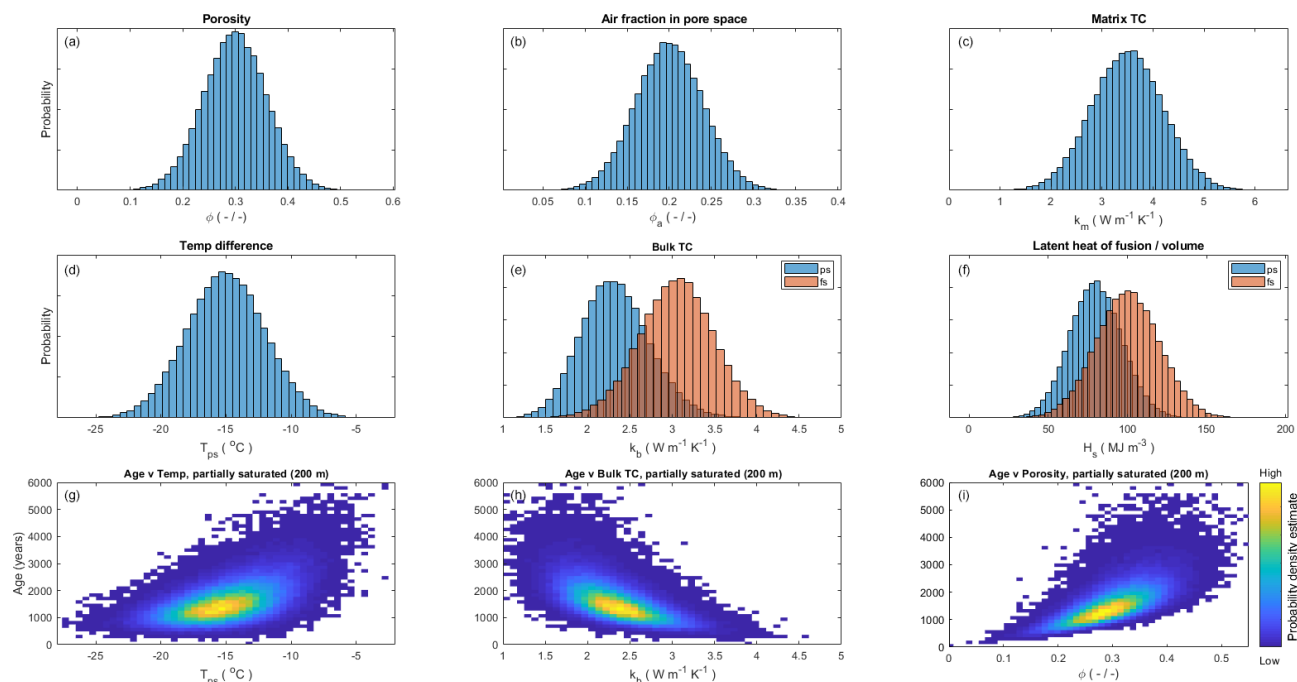 Porosity
(a)
Probability
0 0.1 0.2 0.3 0.4 0.5 0.6
ϕ ( - / -)
Air fraction in pore space
(b)
0.05 0.1 0.15 0.2 0.25 0.3 0.35 0.4
ϕa ( - / -)
Matrix TC
(c)
0 1 2 3 4 5 6
km ( W m-1 K-1)
Temp difference
(d)
Probability
-25 -20 -15 -10 -5
Tps ( oC)
Bulk TC
(e)
ps
fs
1 1.5 2 2.5 3 3.5 4 4.5 5
kb ( W m-1 K-1)
Latent heat of fusion / volume
(f)
ps
fs
0 50 100 150 200
Hs ( MJ m-3)
Age v Temp, partially saturated (200 m)
(g)
Age (years)
6000
5000
4000
3000
2000
1000
0
-25 -20 -15 -10 -5
Tps ( oC)
Age v Bulk TC, partially saturated (200 m)
(h)
6000
5000
4000
3000
2000
1000
0
1 1.5 2 2.5 3 3.5 4 4.5 5
kb ( W m-1 K-1)
Age v Porosity, partially saturated (200 m)
(i)
6000
5000
4000
3000
2000
1000
0
0 0.1 0.2 0.3 0.4 0.5
ϕ ( - / -)
High
Probability density estimate
Low